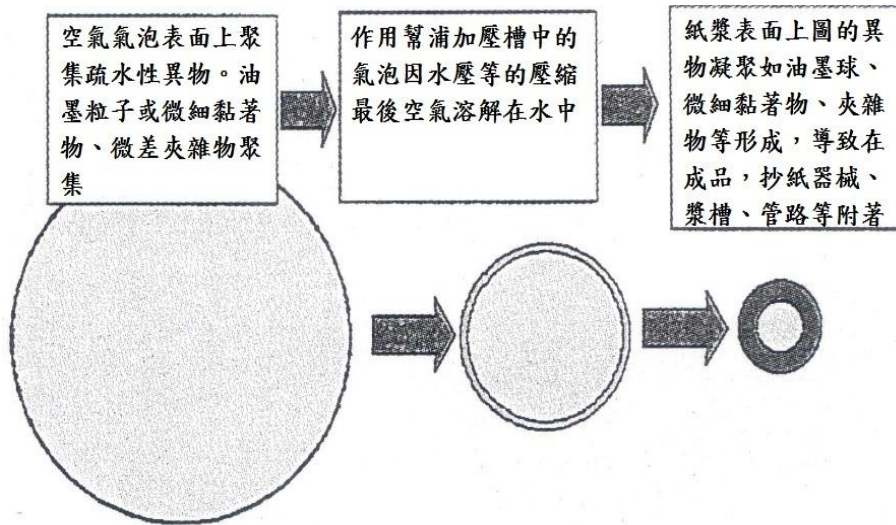 空氣氣泡表面上聚
集疏水性異物。油
墨粒子或微細黏著
物、微差夾雜物聚
集
作用幫浦加壓槽中的
氣泡因水壓等的壓縮
最後空氣溶解在水中
紙漿表面上圖的異
物凝聚如油墨球、
微細黏著物、夾雜
物等形成，導致在
成品，抄紙器械、
漿槽、管路等附著